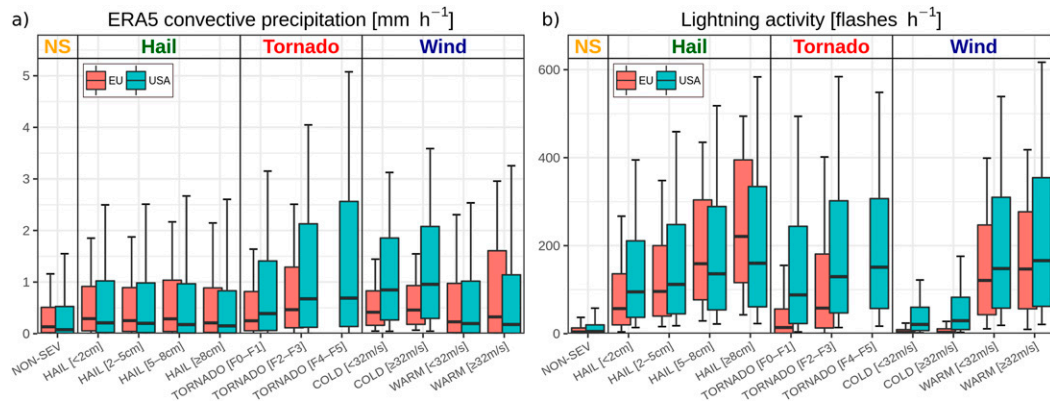 a) ERA5 convective precipitation [mm h⁻¹]
NS Hail Tornado Wind
EU USA
5
4
3
2
1
0
NON-SEV HAIL [<2cm] HAIL [2–5cm] HAIL [5–8cm] HAIL [≥8cm] TORNADO [F0–F1] TORNADO [F2–F3] TORNADO [F4–F5] COLD [<32m/s] COLD [≥32m/s] WARM [<32m/s] WARM [≥32m/s]
b) Lightning activity [flashes h⁻¹]
NS Hail Tornado Wind
EU USA
600
400
200
0
NON-SEV HAIL [<2cm] HAIL [2–5cm] HAIL [5–8cm] HAIL [≥8cm] TORNADO [F0–F1] TORNADO [F2–F3] TORNADO [F4–F5] COLD [<32m/s] COLD [≥32m/s] WARM [<32m/s] WARM [≥32m/s]